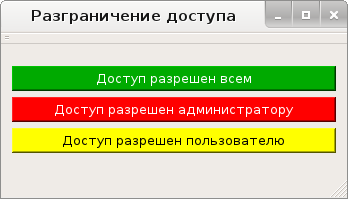 Разграничение доступа
Доступ разрешен всем
Доступ разрешен администратору
Доступ разрешен пользователю